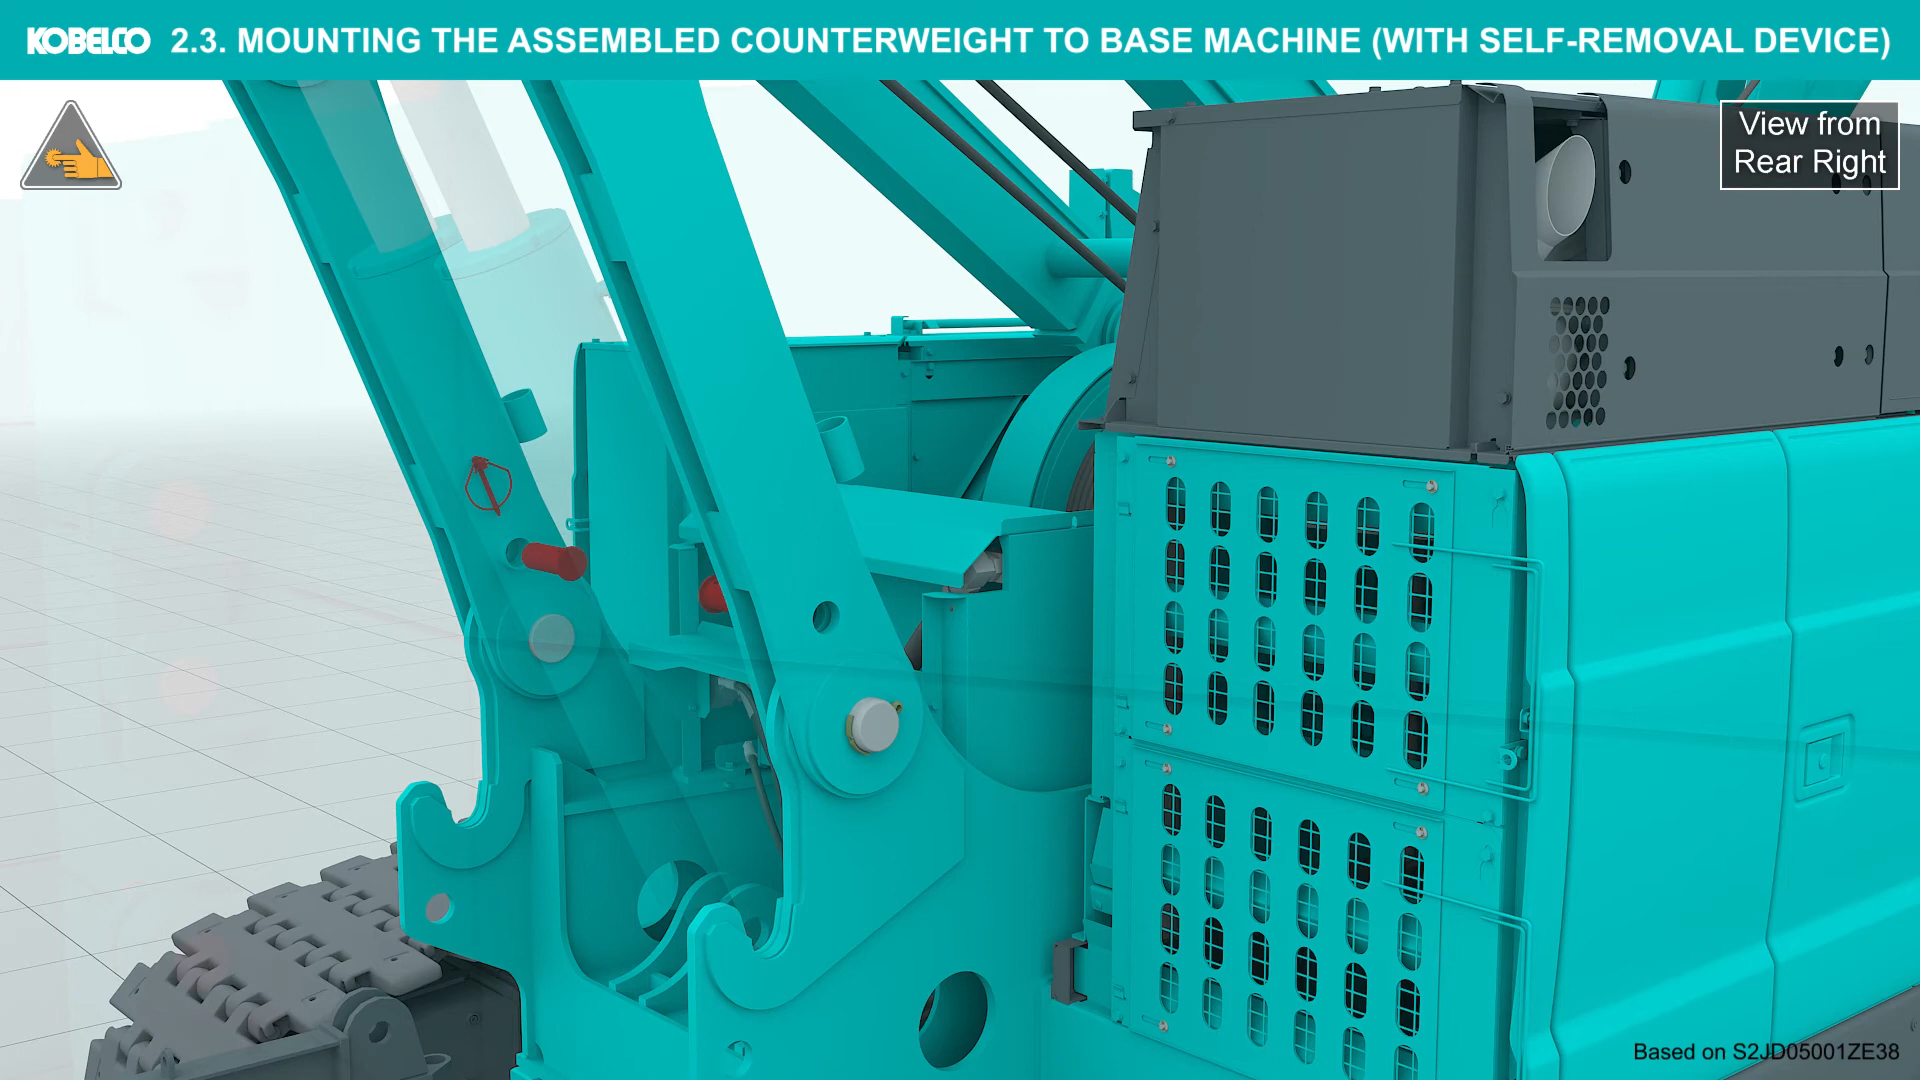 KOBELCO 2.3. MOUNTING THE ASSEMBLED COUNTERWEIGHT TO BASE MACHINE (WITH SELF-REMOVAL DEVICE)
View from
Rear Right
Based on S2JD05001ZE38